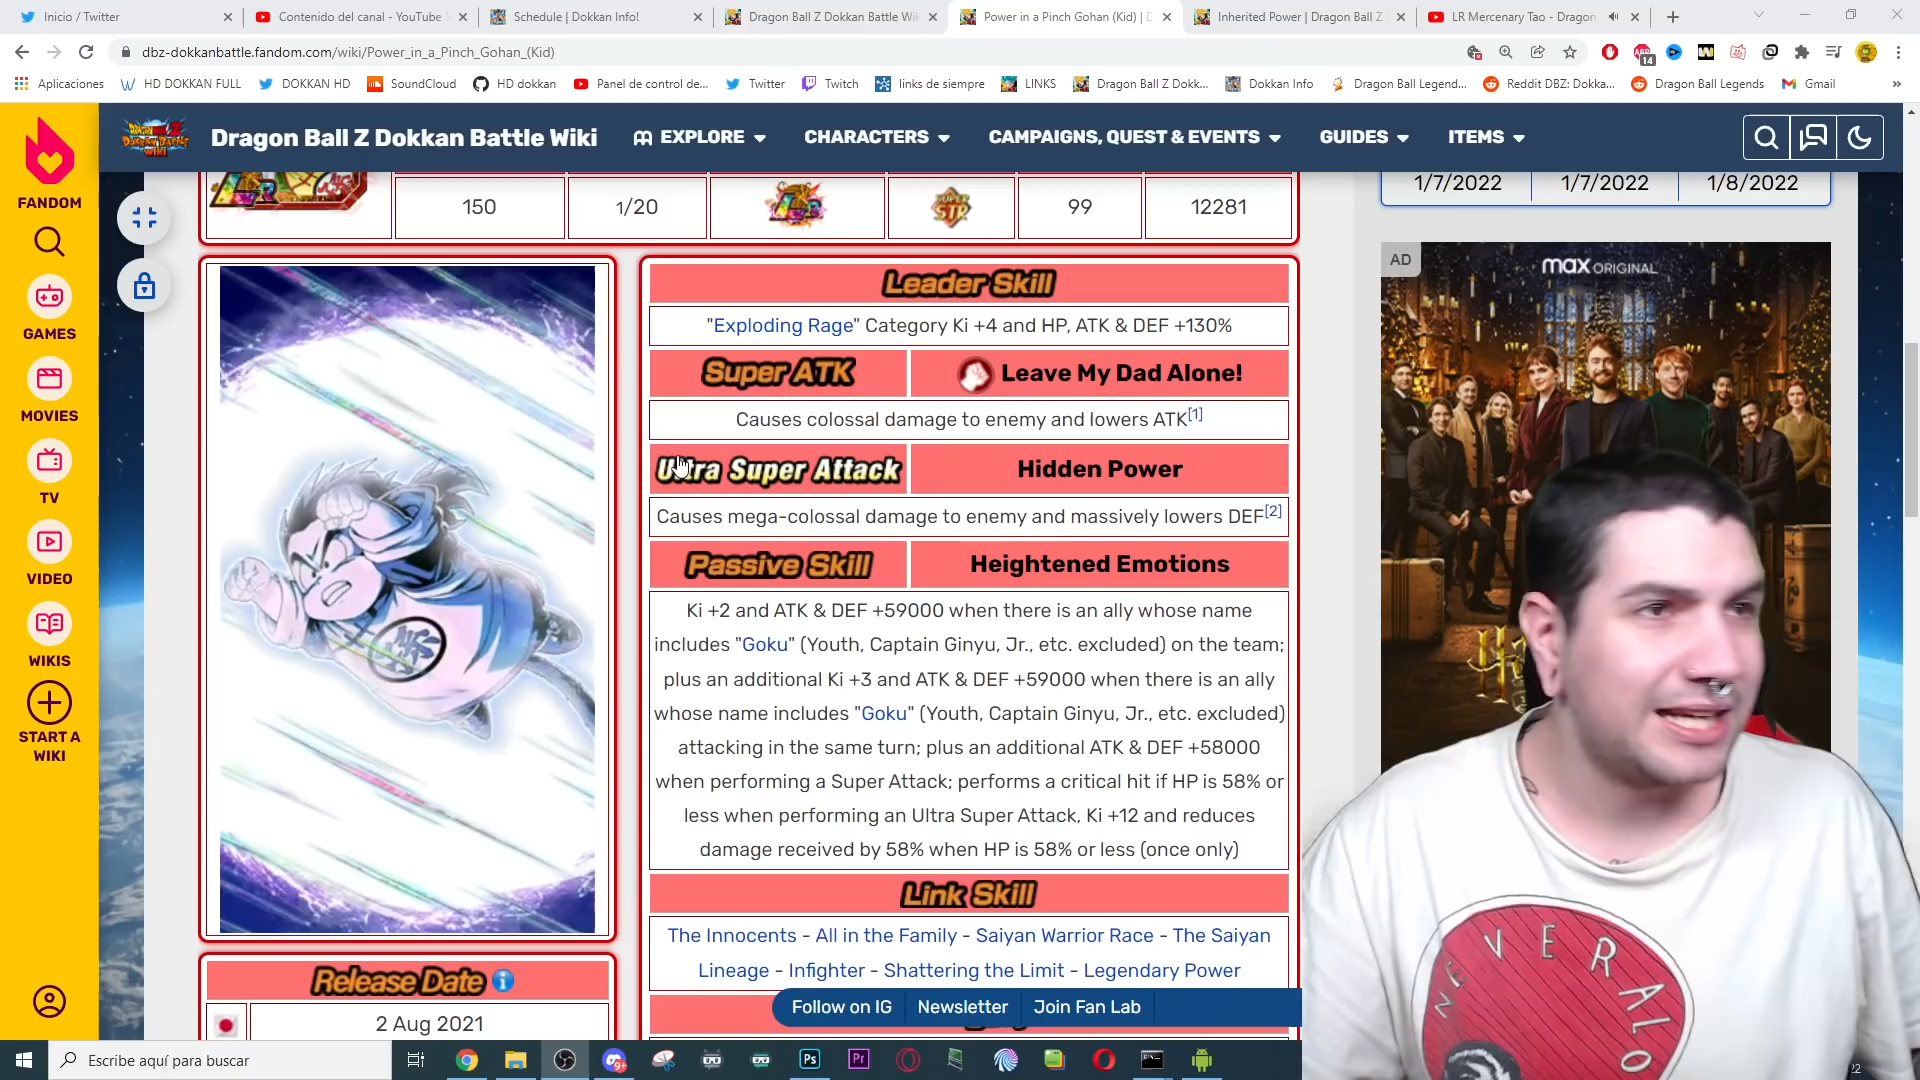 Inicio / Twitter
Contenido del canal - YouTube
Schedule | Dokkan Info!
Dragon Ball Z Dokkan Battle Wi
Power in a Pinch Gohan (Kid) | D
Inherited Power | Dragon Ball Z
LR Mercenary Tao - Dragon
dbz-dokkanbattle.fandom.com/wiki/Power_in_a_Pinch_Gohan_(Kid)
14
Aplicaciones
HD DOKKAN FULL
DOKKAN HD
SoundCloud
HD dokkan
Panel de control de...
Twitter
Twitch
links de siempre
LINKS
Dragon Ball Z Dokk...
Dokkan Info
Dragon Ball Legend...
Reddit DBZ: Dokka...
Dragon Ball Legends
Gmail
»
Dragon Ball Z Dokkan Battle Wiki
EXPLORE
CHARACTERS
CAMPAIGNS, QUEST & EVENTS
GUIDES
ITEMS
FANDOM
GAMES
MOVIES
TV
VIDEO
WIKIS
START A
WIKI
LR
150
1/20
LR
SUPER
STR
99
12281
1/7/2022
1/7/2022
1/8/2022
AD
max ORIGINAL
Leader Skill
"Exploding Rage" Category Ki +4 and HP, ATK & DEF +130%
Super ATK
Leave My Dad Alone!
Causes colossal damage to enemy and lowers ATK[1]
Ultra Super Attack
Hidden Power
Causes mega-colossal damage to enemy and massively lowers DEF[2]
Passive Skill
Heightened Emotions
Ki +2 and ATK & DEF +59000 when there is an ally whose name
includes "Goku" (Youth, Captain Ginyu, Jr., etc. excluded) on the team;
plus an additional Ki +3 and ATK & DEF +59000 when there is an ally
whose name includes "Goku" (Youth, Captain Ginyu, Jr., etc. excluded)
attacking in the same turn; plus an additional ATK & DEF +58000
when performing a Super Attack; performs a critical hit if HP is 58% or
less when performing an Ultra Super Attack, Ki +12 and reduces
damage received by 58% when HP is 58% or less (once only)
Link Skill
The Innocents - All in the Family - Saiyan Warrior Race - The Saiyan
Lineage - Infighter - Shattering the Limit - Legendary Power
Release Date
2 Aug 2021
Follow on IG
Newsletter
Join Fan Lab
NEVERALO
Escribe aquí para buscar
9+
Ps
Pr
22